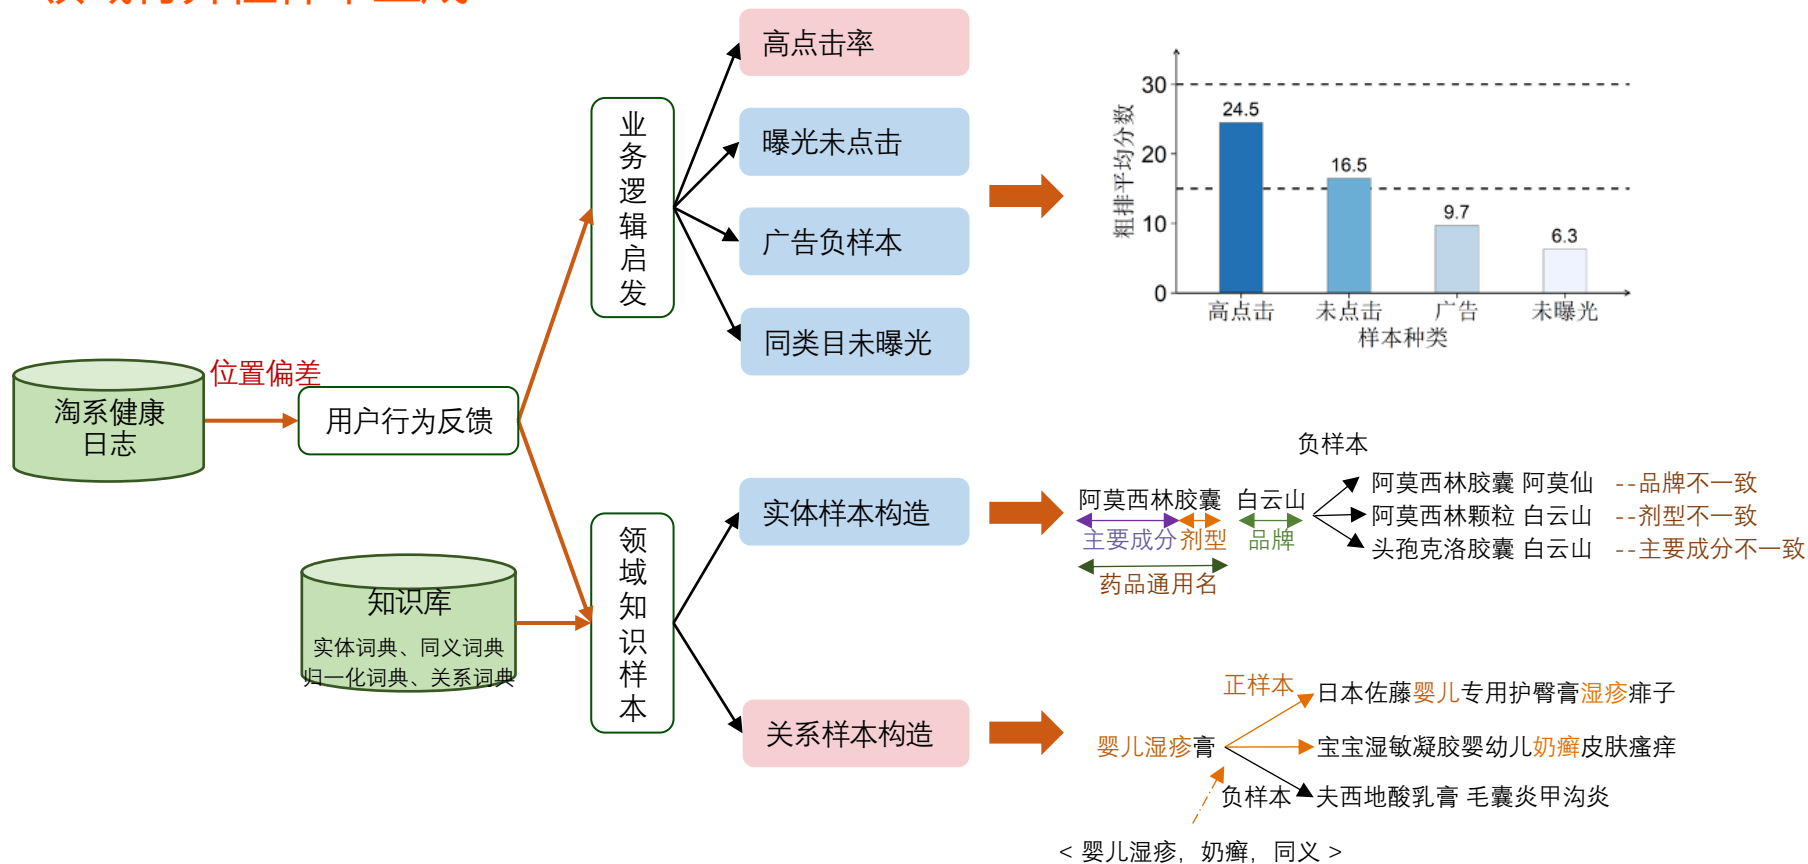 高点击率
曝光未点击
广告负样本
同类目未曝光
业务逻辑启发
粗排平均分数
30
20
10
0
24.5
16.5
9.7
6.3
高点击
未点击
广告
未曝光
样本种类
位置偏差
淘系健康
日志
用户行为反馈
知识库
实体词典、同义词典
归一化词典、关系词典
领域知识样本
实体样本构造
关系样本构造
负样本
阿莫西林胶囊 白云山
主要成分 剂型 品牌
药品通用名
阿莫西林胶囊 阿莫仙 --品牌不一致
阿莫西林颗粒 白云山 --剂型不一致
头孢克洛胶囊 白云山 --主要成分不一致
正样本
日本佐藤婴儿专用护臀膏湿疹痱子
婴儿湿疹膏
宝宝湿敏凝胶婴幼儿奶癣皮肤瘙痒
负样本
夫西地酸乳膏 毛囊炎甲沟炎
< 婴儿湿疹，奶癣，同义 >